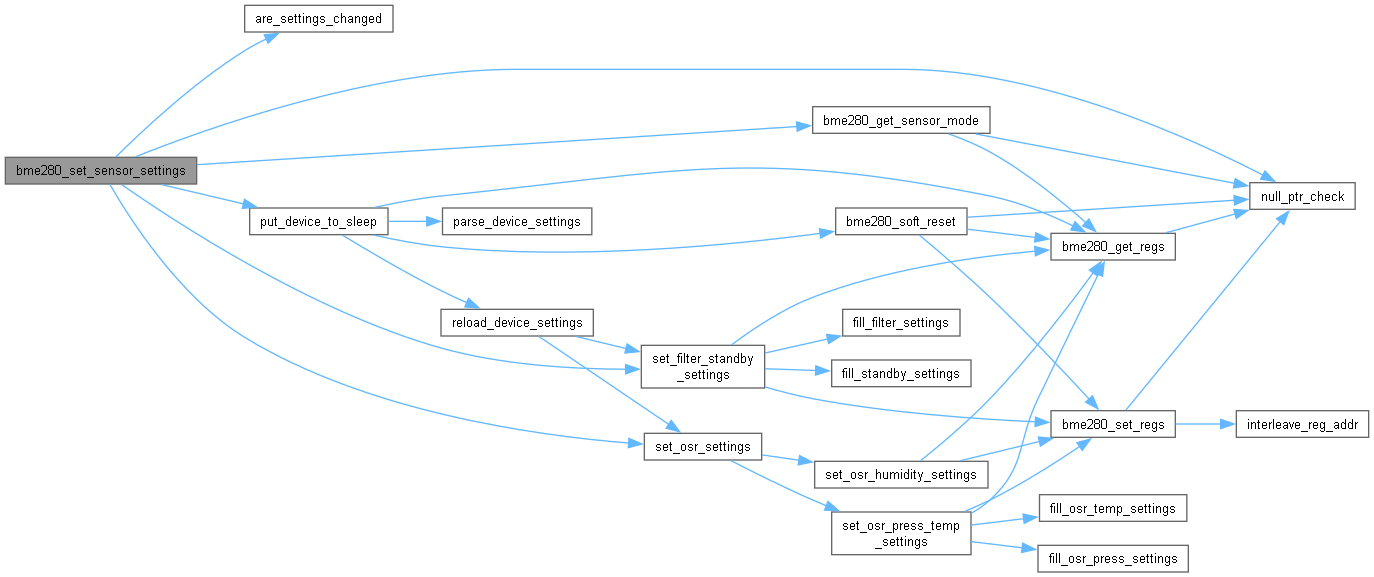 are_settings_changed
bme280_get_sensor_mode
bme280_set_sensor_settings
null_ptr_check
put_device_to_sleep
parse_device_settings
bme280_soft_reset
bme280_get_regs
reload_device_settings
fill_filter_settings
set_filter_standby
_settings
fill_standby_settings
bme280_set_regs
interleave_reg_addr
set_osr_settings
set_osr_humidity_settings
fill_osr_temp_settings
set_osr_press_temp
_settings
fill_osr_press_settings